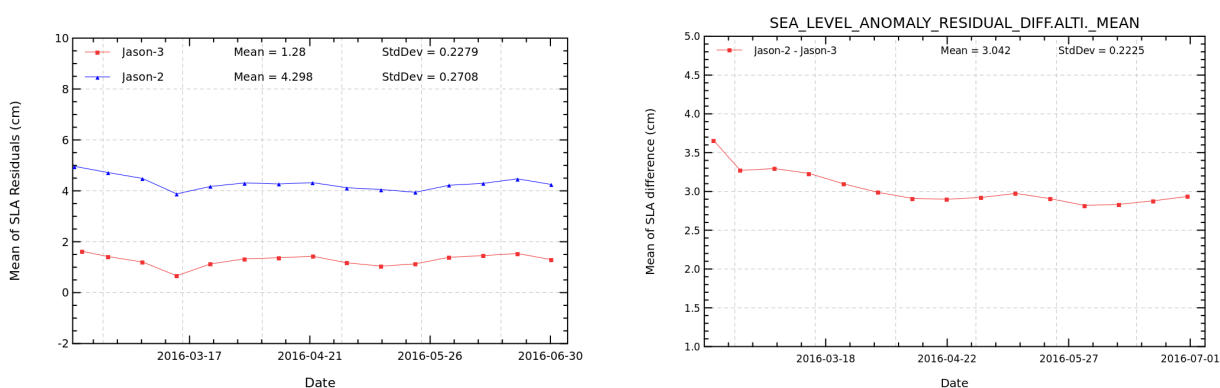 10
8
6
4
2
0
-2
Mean of SLA Residuals (cm)
Jason-3 Mean = 1.28 StdDev = 0.2279
Jason-2 Mean = 4.298 StdDev = 0.2708
2016-03-17 2016-04-21 2016-05-26 2016-06-30
Date
SEA_LEVEL_ANOMALY_RESIDUAL_DIFF.ALTI._MEAN
5.0
4.5
4.0
3.5
3.0
2.5
2.0
1.5
1.0
Mean of SLA difference (cm)
Jason-2 - Jason-3 Mean = 3.042 StdDev = 0.2225
2016-03-18 2016-04-22 2016-05-27 2016-07-01
Date